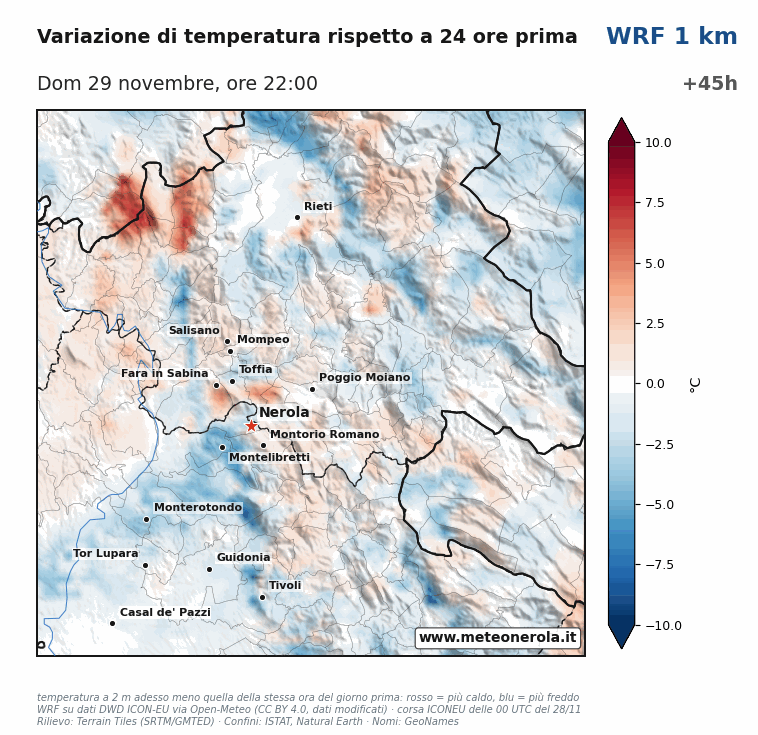 Variazione di temperatura rispetto a 24 ore prima
WRF 1 km
Dom 29 novembre, ore 22:00
+45h
Rieti
Salisano
Mompeo
Toffia
Fara in Sabina
Poggio Moiano
Nerola
Montorio Romano
Montelibretti
Monterotondo
Tor Lupara
Guidonia
Tivoli
Casal de' Pazzi
www.meteonerola.it
10.0
7.5
5.0
2.5
0.0
−2.5
−5.0
−7.5
−10.0
°C
temperatura a 2 m adesso meno quella della stessa ora del giorno prima: rosso = più caldo, blu = più freddo
WRF su dati DWD ICON-EU via Open-Meteo (CC BY 4.0, dati modificati) · corsa ICONEU delle 00 UTC del 28/11
Rilievo: Terrain Tiles (SRTM/GMTED) · Confini: ISTAT, Natural Earth · Nomi: GeoNames